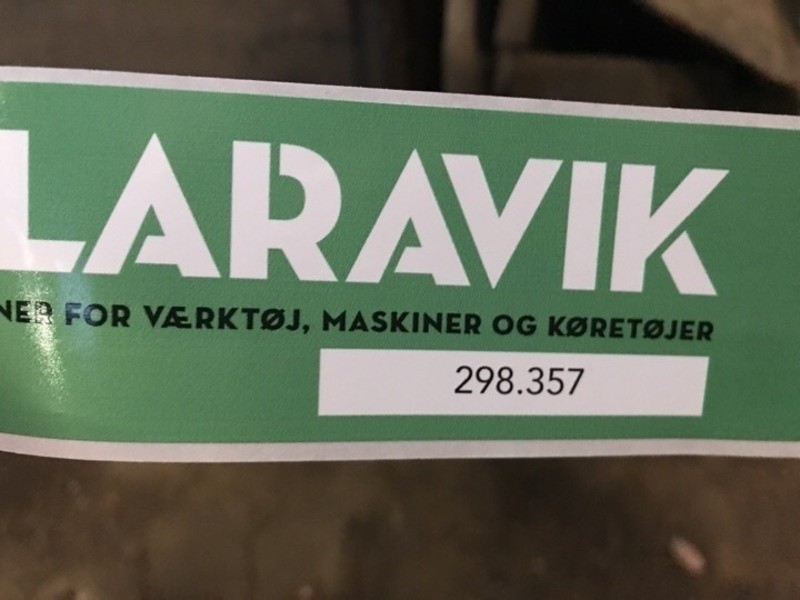 LARAVIK
NER FOR VÆRKTØJ, MASKINER OG KØRETØJER
298.357